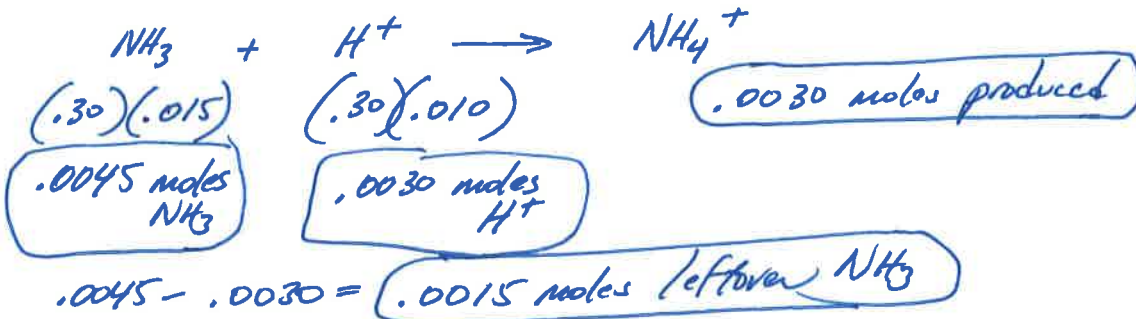 NH₃ + H⁺ ⟶ NH₄⁺
(.30)(.015) (.30)(.010) .0030 moles produced
.0045 moles .0030 moles
NH₃ H⁺
.0045 - .0030 = .0015 moles leftover NH₃